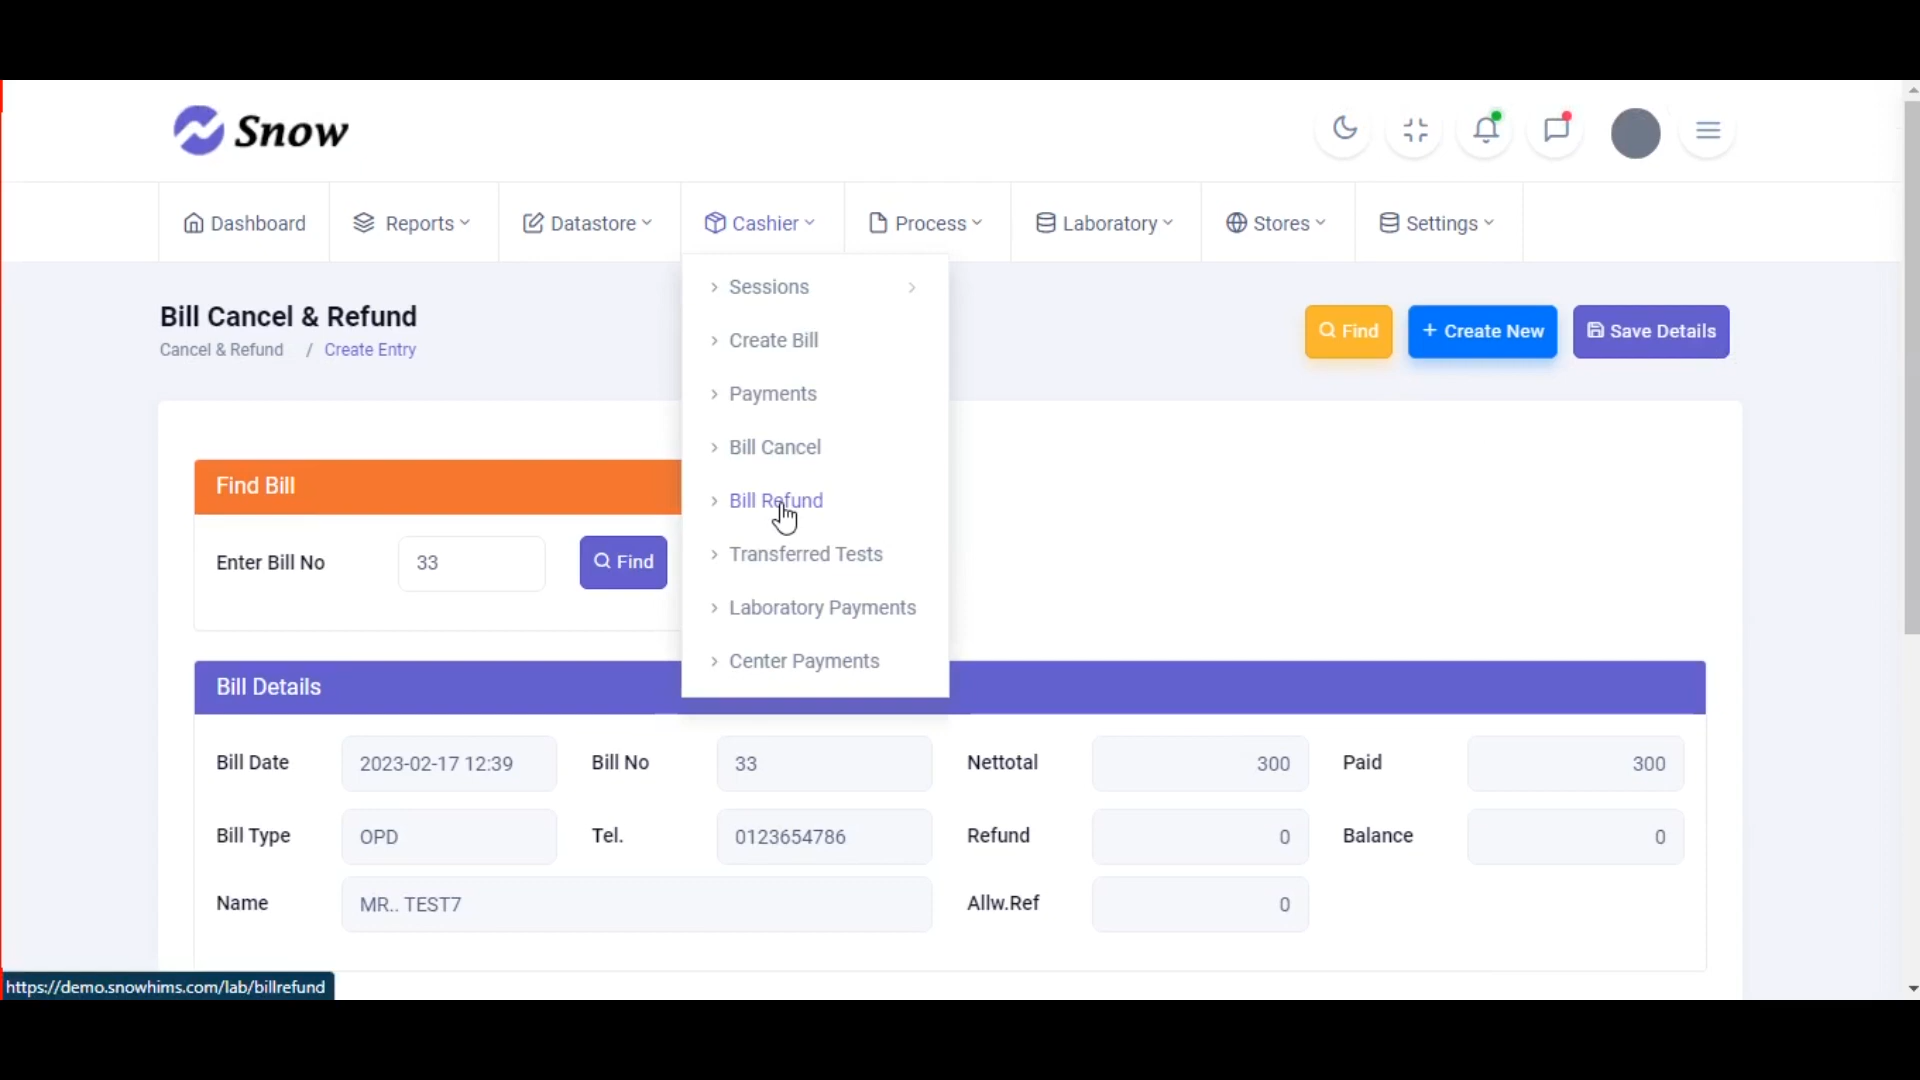 Snow
Dashboard Reports Datastore Cashier Process Laboratory Stores Settings
Sessions
Create Bill
Payments
Bill Cancel
Bill Refund
Transferred Tests
Laboratory Payments
Center Payments
Bill Cancel & Refund
Cancel & Refund / Create Entry
Find + Create New Save Details
Find Bill
Enter Bill No 33 Find
Bill Details
Bill Date 2023-02-17 12:39 Bill No 33 Nettotal 300 Paid 300
Bill Type OPD Tel. 0123654786 Refund 0 Balance 0
Name MR.. TEST7 Allw.Ref 0
https://demo.snowhims.com/lab/billrefund